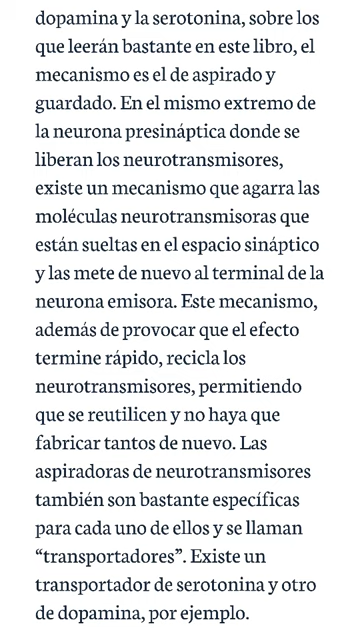 dopamina y la serotonina, sobre los
que leerán bastante en este libro, el
mecanismo es el de aspirado y
guardado. En el mismo extremo de
la neurona presináptica donde se
liberan los neurotransmisores,
existe un mecanismo que agarra las
moléculas neurotransmisoras que
están sueltas en el espacio sináptico
y las mete de nuevo al terminal de la
neurona emisora. Este mecanismo,
además de provocar que el efecto
termine rápido, recicla los
neurotransmisores, permitiendo
que se reutilicen y no haya que
fabricar tantos de nuevo. Las
aspiradoras de neurotransmisores
también son bastante específicas
para cada uno de ellos y se llaman
“transportadores”. Existe un
transportador de serotonina y otro
de dopamina, por ejemplo.